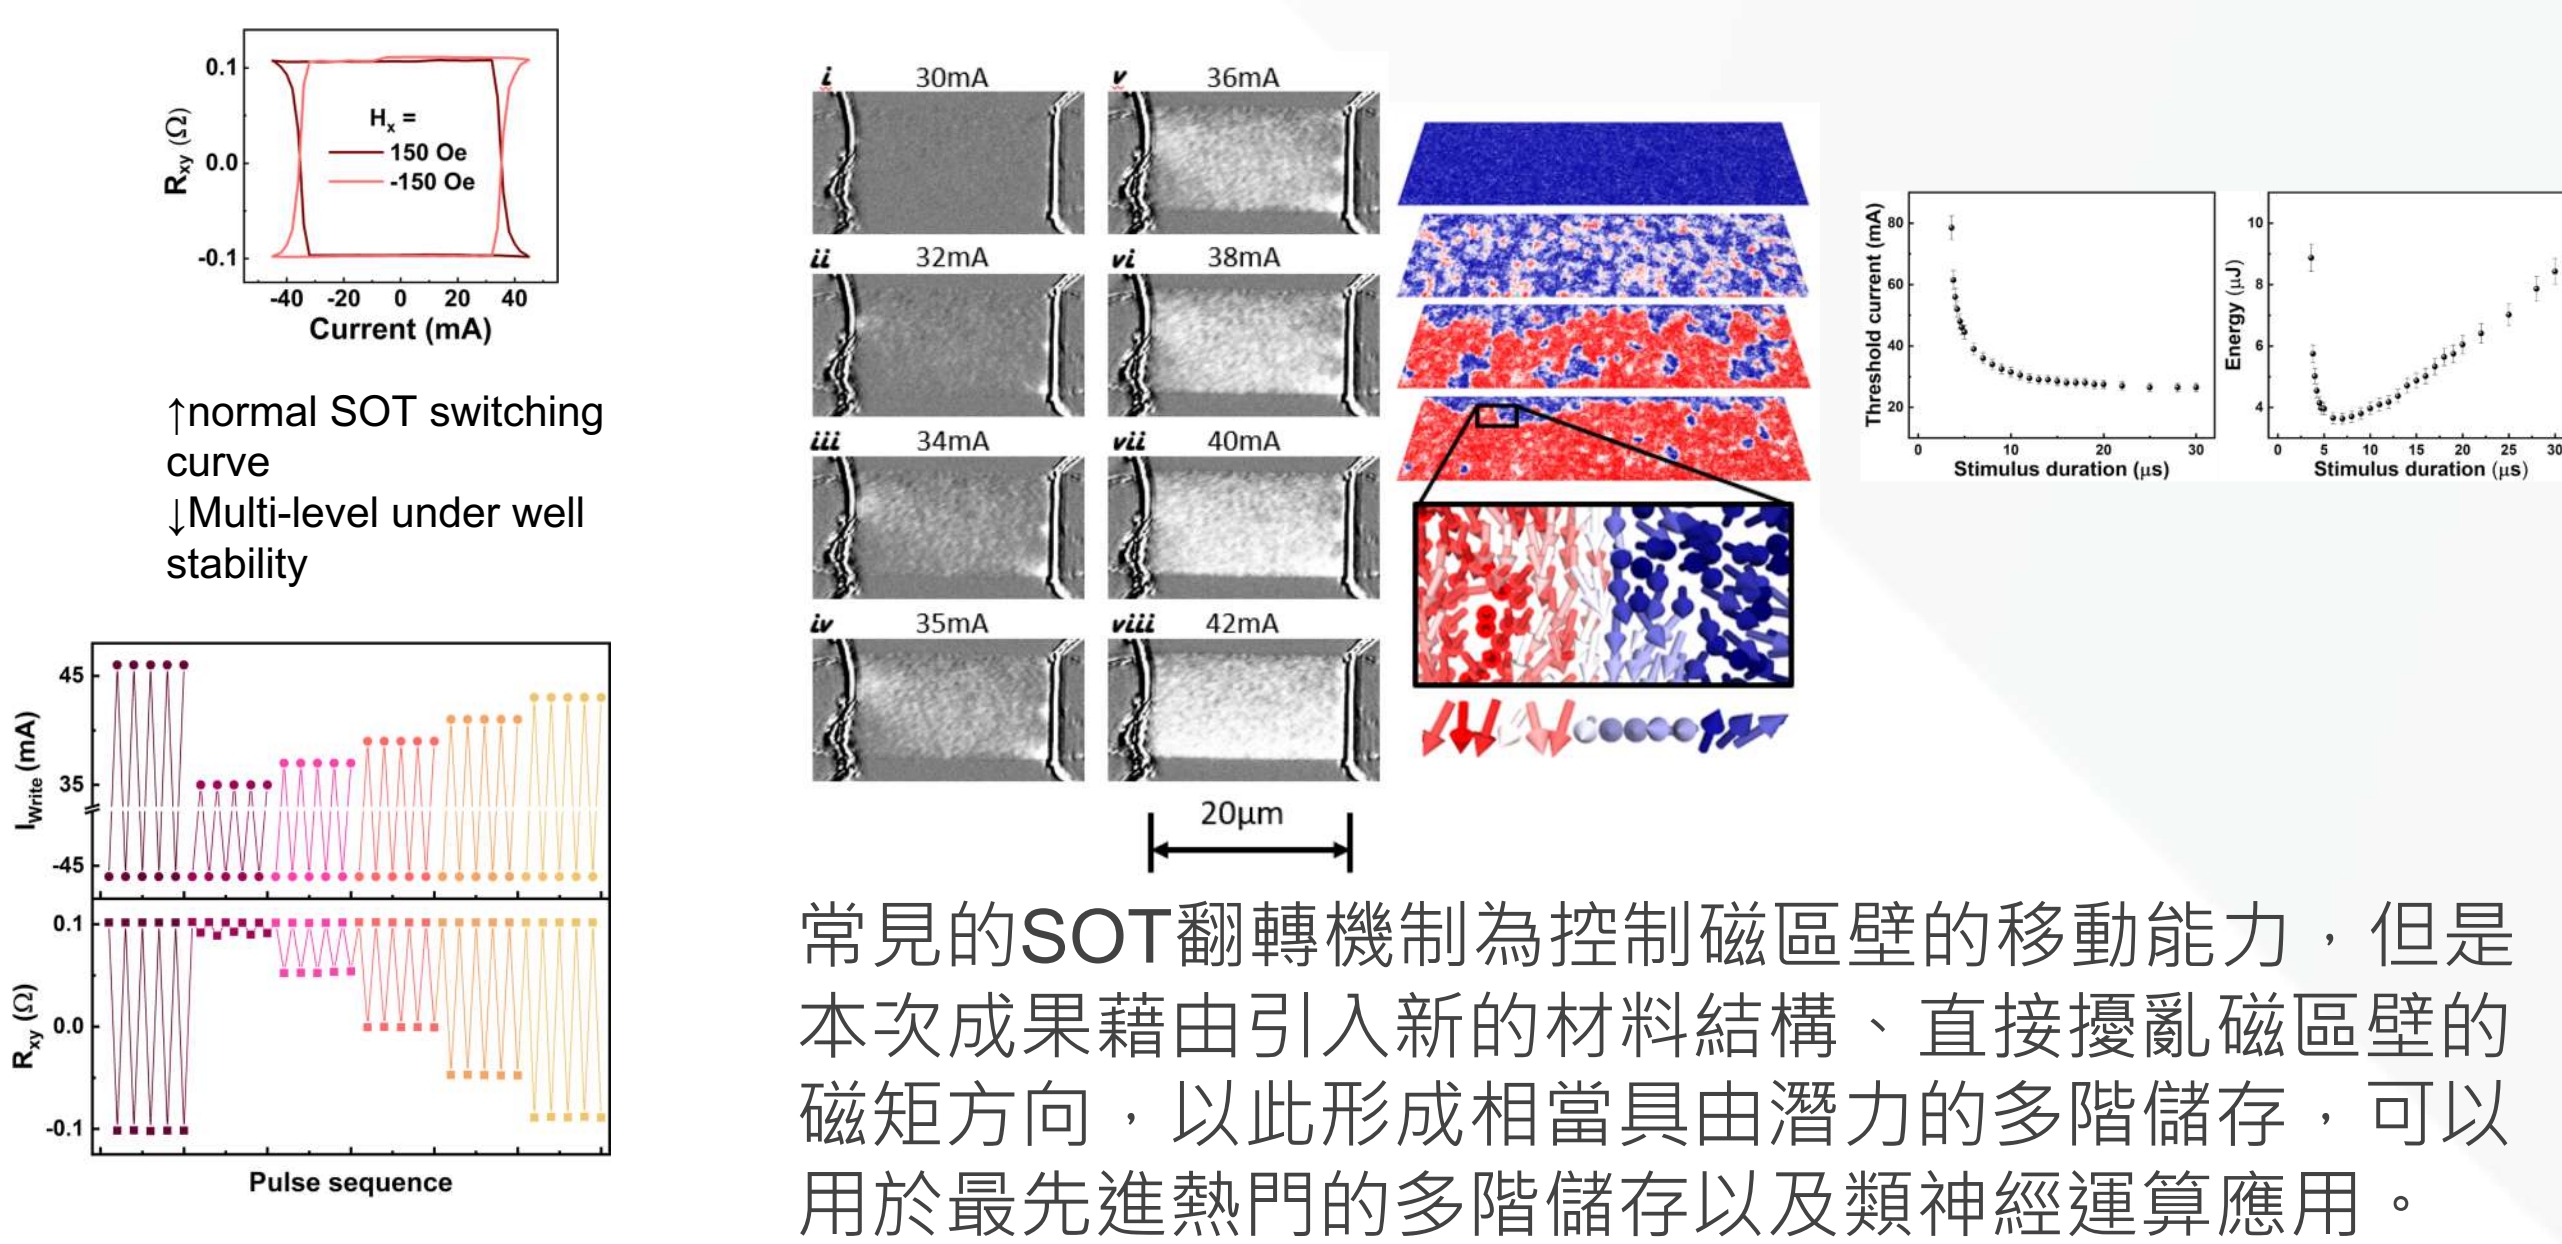 0.1
0.0
-0.1
Rxy (Ω)
Hx =
150 Oe
-150 Oe
-40 -20 0 20 40
Current (mA)
↑normal SOT switching
curve
↓Multi-level under well
stability
45
35
-45
IWrite (mA)
0.1
0.0
-0.1
Rxy (Ω)
Pulse sequence
i 30mA
v 36mA
ii 32mA
vi 38mA
iii 34mA
vii 40mA
iv 35mA
viii 42mA
20μm
Threshold current (mA)
80
60
40
20
0 10 20 30
Stimulus duration (μs)
Energy (μJ)
10
8
6
4
0 5 10 15 20 25 30
Stimulus duration (μs)
常見的SOT翻轉機制為控制磁區壁的移動能力，但是
本次成果藉由引入新的材料結構、直接擾亂磁區壁的
磁矩方向，以此形成相當具由潛力的多階儲存，可以
用於最先進熱門的多階儲存以及類神經運算應用。